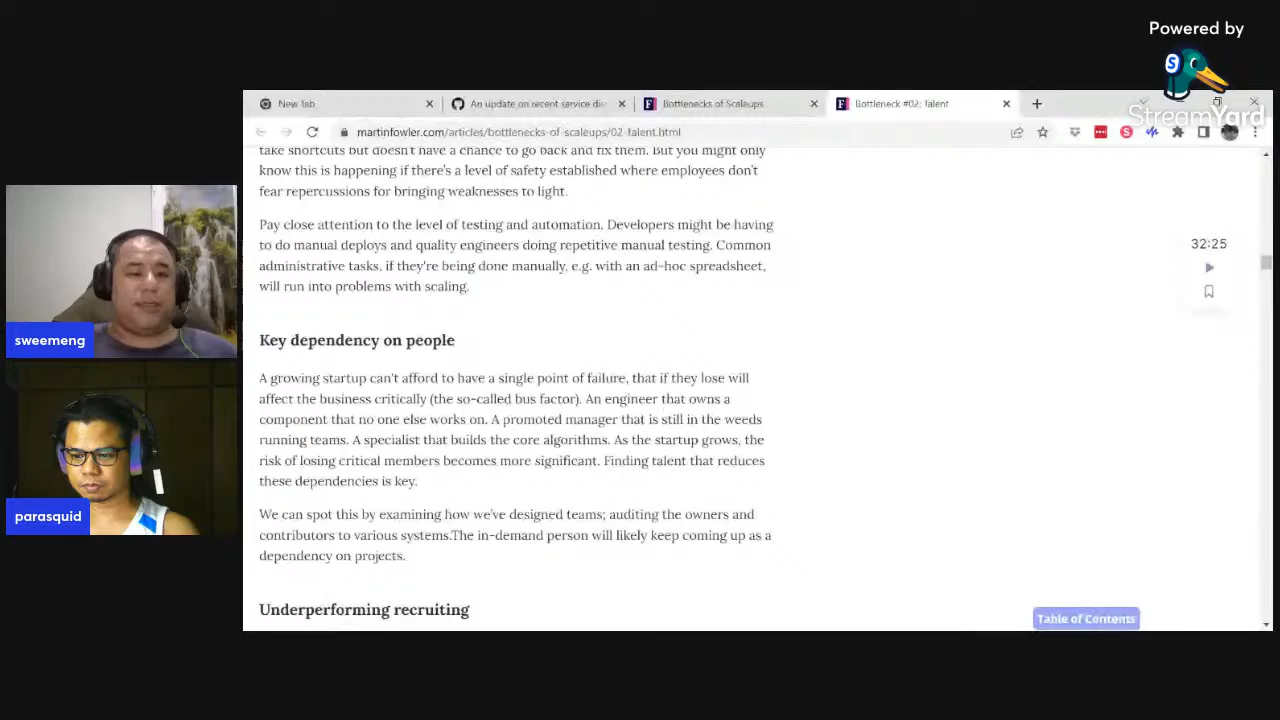 Powered by
StreamYard
New Tab
An update on recent service dis
Bottlenecks of Scaleups
Bottleneck #02: Talent
martinfowler.com/articles/bottlenecks-of-scaleups/02-talent.html
take shortcuts but doesn't have a chance to go back and fix them. But you might only
know this is happening if there's a level of safety established where employees don't
fear repercussions for bringing weaknesses to light.
Pay close attention to the level of testing and automation. Developers might be having
to do manual deploys and quality engineers doing repetitive manual testing. Common
administrative tasks, if they're being done manually, e.g. with an ad-hoc spreadsheet,
will run into problems with scaling.
32:25
Key dependency on people
A growing startup can't afford to have a single point of failure, that if they lose will
affect the business critically (the so-called bus factor). An engineer that owns a
component that no one else works on. A promoted manager that is still in the weeds
running teams. A specialist that builds the core algorithms. As the startup grows, the
risk of losing critical members becomes more significant. Finding talent that reduces
these dependencies is key.
We can spot this by examining how we've designed teams; auditing the owners and
contributors to various systems.The in-demand person will likely keep coming up as a
dependency on projects.
Underperforming recruiting
Table of Contents
sweemeng
parasquid